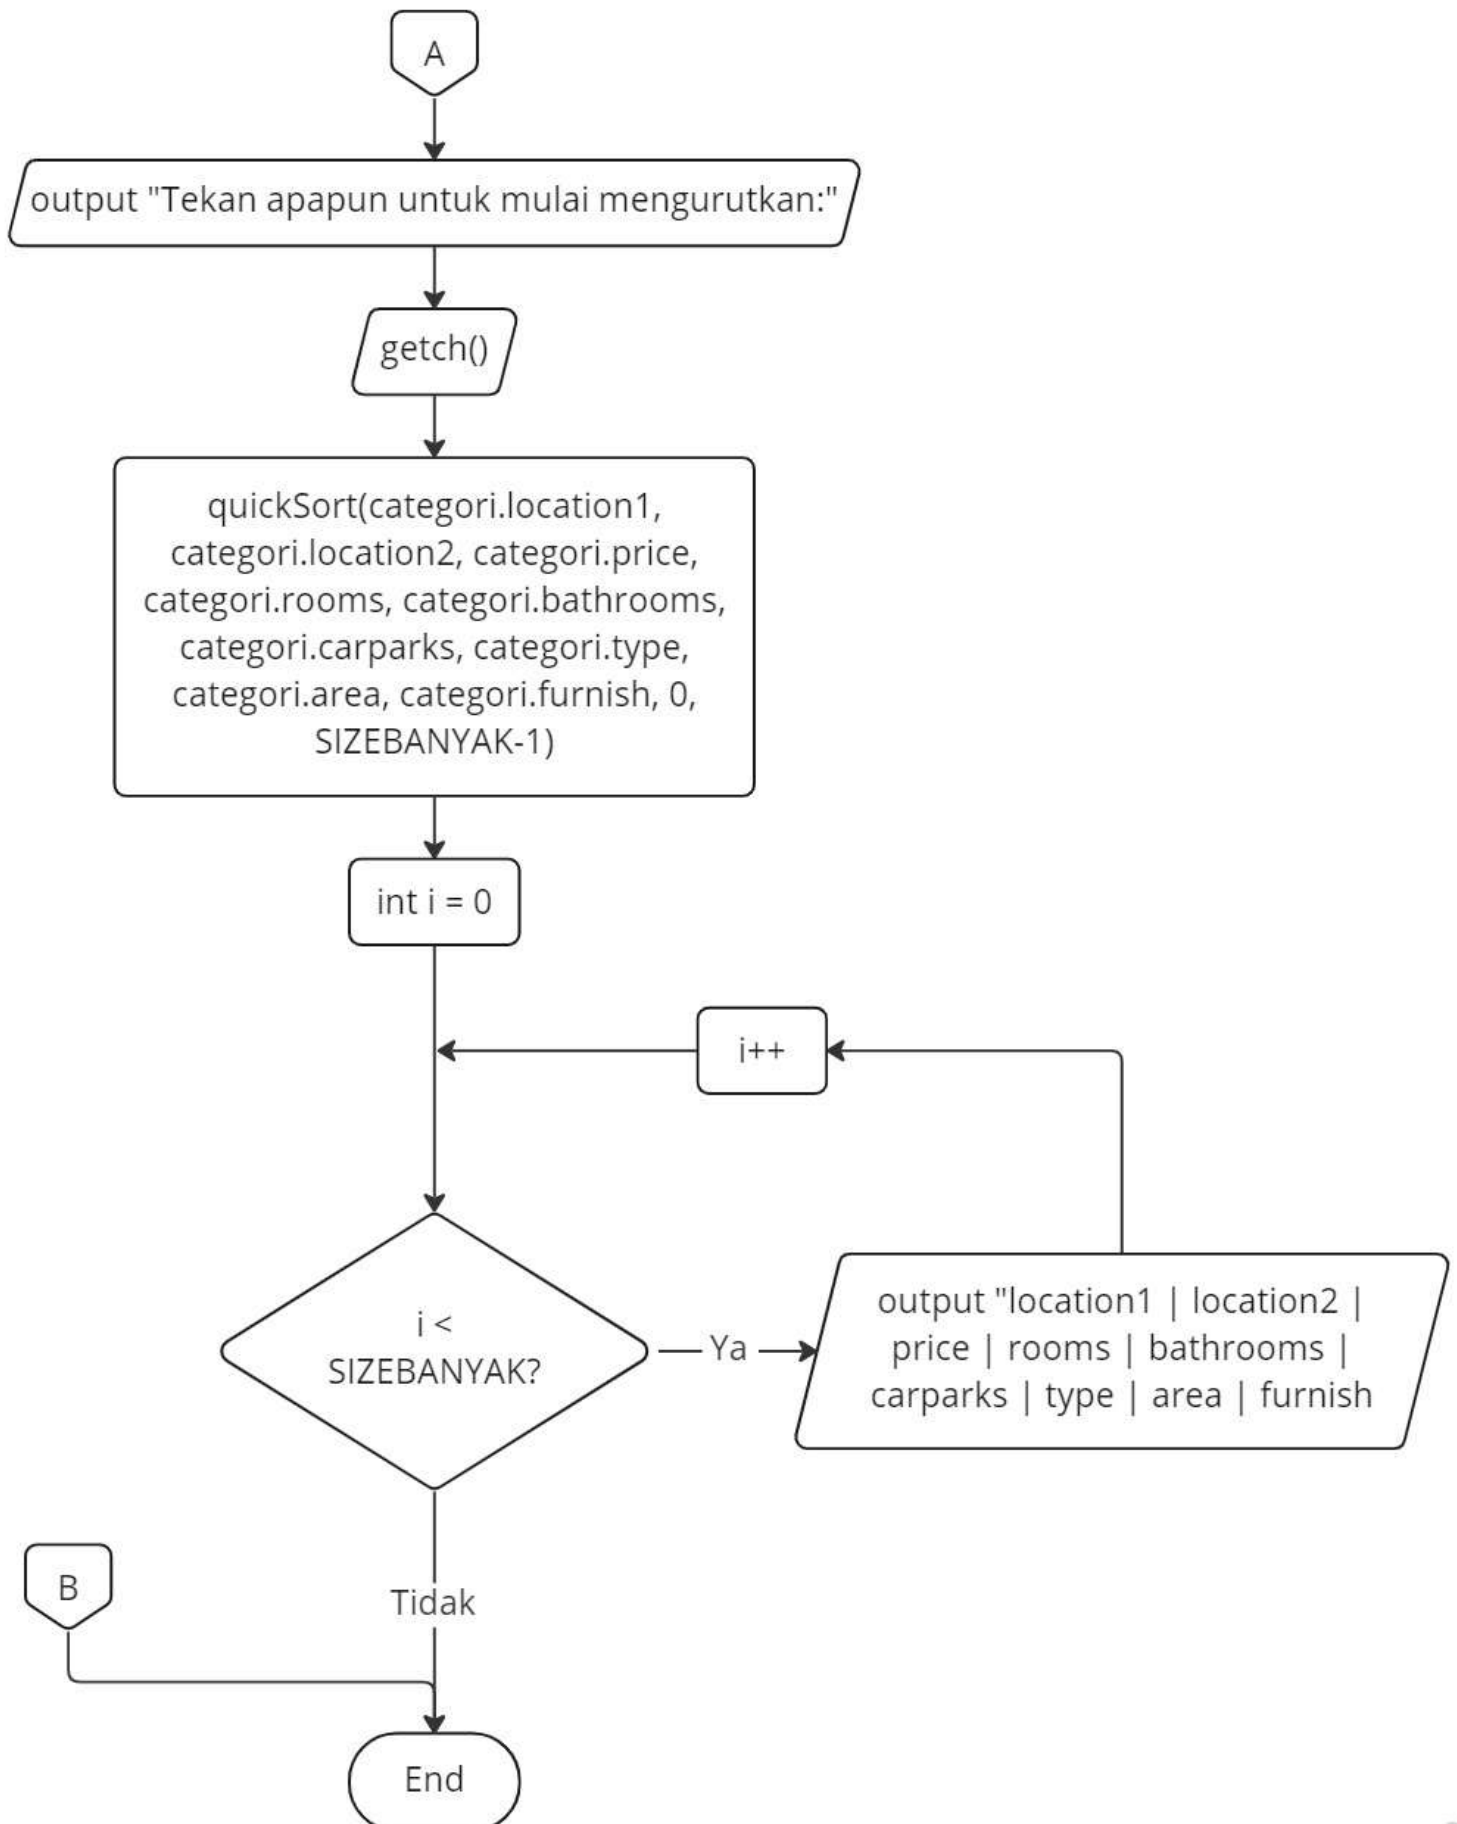 A
output "Tekan apapun untuk mulai mengurutkan:"
getch()
quickSort(categori.location1,
categori.location2, categori.price,
categori.rooms, categori.bathrooms,
categori.carparks, categori.type,
categori.area, categori.furnish, 0,
SIZEBANYAK-1)
int i = 0
i++
i <
SIZEBANYAK?
Ya
output "location1 | location2 |
price | rooms | bathrooms |
carparks | type | area | furnish
B
Tidak
End